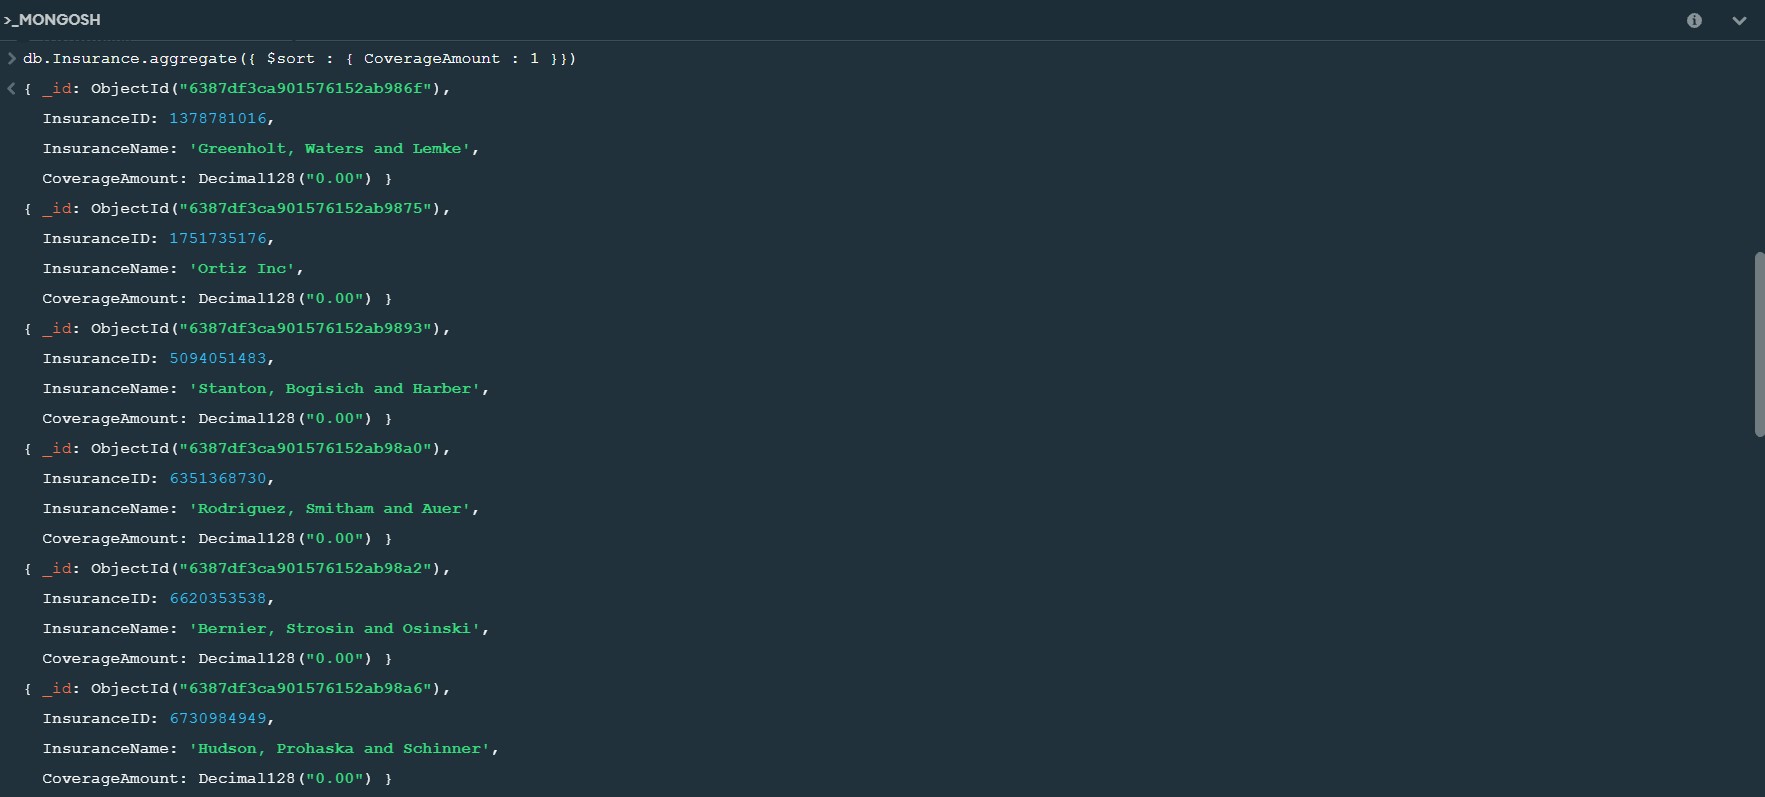 >_MONGOSH
> db.Insurance.aggregate({ $sort : { CoverageAmount : 1 }})
< { _id: ObjectId("6387df3ca901576152ab986f"),
InsuranceID: 1378781016,
InsuranceName: 'Greenholt, Waters and Lemke',
CoverageAmount: Decimal128("0.00") }
{ _id: ObjectId("6387df3ca901576152ab9875"),
InsuranceID: 1751735176,
InsuranceName: 'Ortiz Inc',
CoverageAmount: Decimal128("0.00") }
{ _id: ObjectId("6387df3ca901576152ab9893"),
InsuranceID: 5094051483,
InsuranceName: 'Stanton, Bogisich and Harber',
CoverageAmount: Decimal128("0.00") }
{ _id: ObjectId("6387df3ca901576152ab98a0"),
InsuranceID: 6351368730,
InsuranceName: 'Rodriguez, Smitham and Auer',
CoverageAmount: Decimal128("0.00") }
{ _id: ObjectId("6387df3ca901576152ab98a2"),
InsuranceID: 6620353538,
InsuranceName: 'Bernier, Strosin and Osinski',
CoverageAmount: Decimal128("0.00") }
{ _id: ObjectId("6387df3ca901576152ab98a6"),
InsuranceID: 6730984949,
InsuranceName: 'Hudson, Prohaska and Schinner',
CoverageAmount: Decimal128("0.00") }